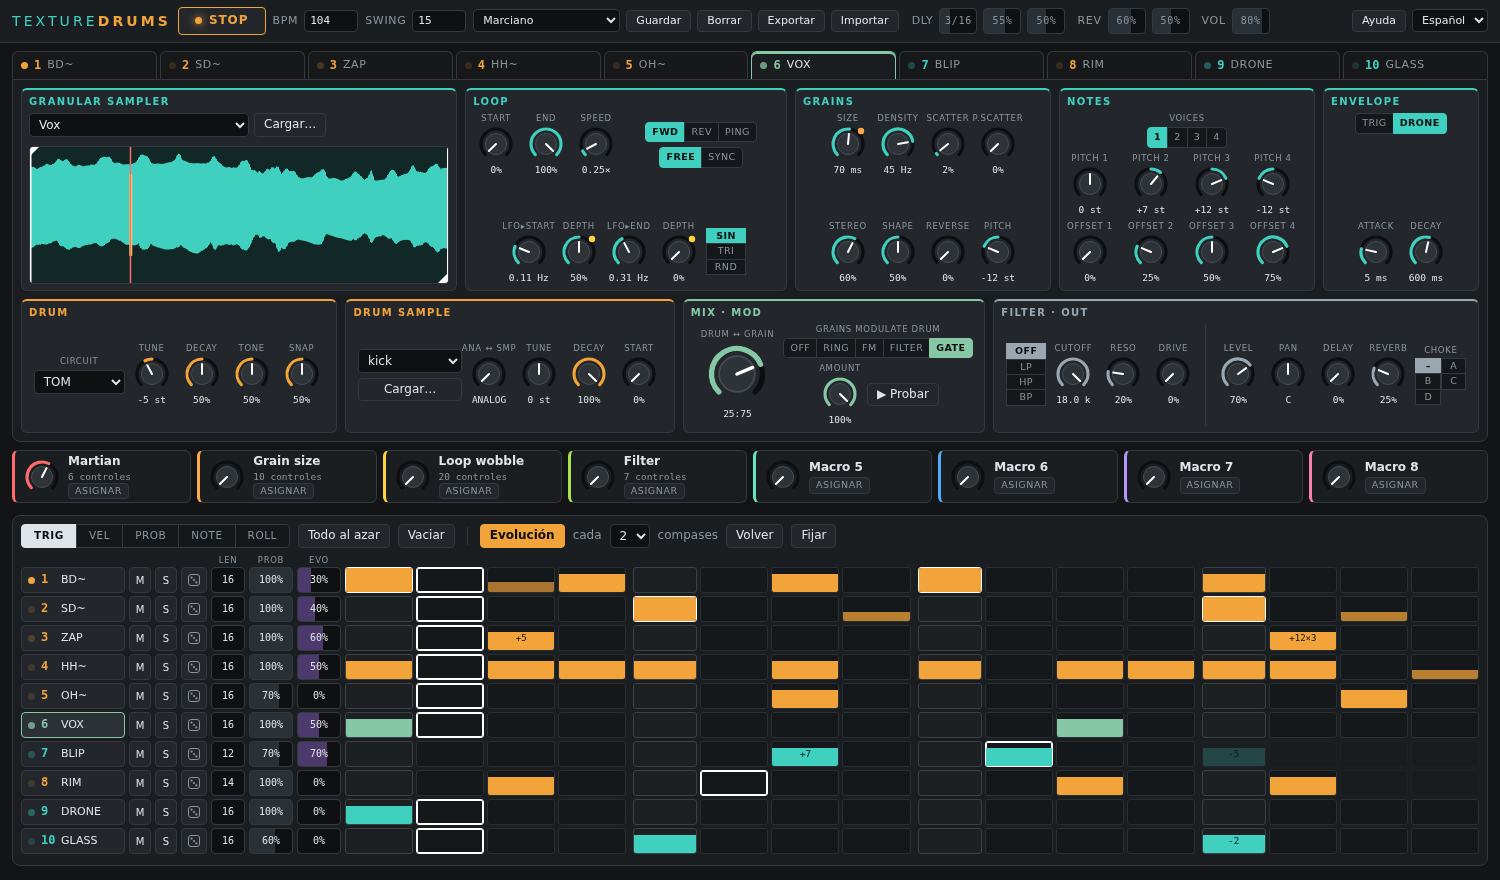 TEXTUREDRUMS STOP BPM 104 SWING 15 Marciano Guardar Borrar Exportar Importar DLY 3/16 55% 50% REV 60% 50% VOL 80% Ayuda Español
1 BD~ 2 SD~ 3 ZAP 4 HH~ 5 OH~ 6 VOX 7 BLIP 8 RIM 9 DRONE 10 GLASS
GRANULAR SAMPLER
Vox Cargar...
LOOP
START END SPEED
FWD REV PING
FREE SYNC
0% 100% 0.25×
LFO▸START DEPTH LFO▸END DEPTH
SIN
TRI
RND
0.11 Hz 50% 0.31 Hz 0%
GRAINS
SIZE DENSITY SCATTER P.SCATTER
70 ms 45 Hz 2% 0%
STEREO SHAPE REVERSE PITCH
60% 50% 0% -12 st
NOTES
VOICES
1 2 3 4
PITCH 1 PITCH 2 PITCH 3 PITCH 4
0 st +7 st +12 st -12 st
OFFSET 1 OFFSET 2 OFFSET 3 OFFSET 4
0% 25% 50% 75%
ENVELOPE
TRIG DRONE
ATTACK DECAY
5 ms 600 ms
DRUM
CIRCUIT
TOM
TUNE DECAY TONE SNAP
-5 st 50% 50% 50%
DRUM SAMPLE
kick
Cargar...
ANA ↔ SMP TUNE DECAY START
ANALOG 0 st 100% 0%
MIX · MOD
DRUM ↔ GRAIN
25:75
GRAINS MODULATE DRUM
OFF RING FM FILTER GATE
AMOUNT
100%
▶ Probar
FILTER · OUT
OFF
LP
HP
BP
CUTOFF RESO DRIVE
18.0 k 20% 0%
LEVEL PAN DELAY REVERB
70% C 0% 25%
CHOKE
– A
B C
D
Martian
6 controles
ASIGNAR
Grain size
10 controles
ASIGNAR
Loop wobble
20 controles
ASIGNAR
Filter
7 controles
ASIGNAR
Macro 5
ASIGNAR
Macro 6
ASIGNAR
Macro 7
ASIGNAR
Macro 8
ASIGNAR
TRIG VEL PROB NOTE ROLL Todo al azar Vaciar Evolución cada 2 compases Volver Fijar
LEN PROB EVO
1 BD~ M S 16 100% 30%
2 SD~ M S 16 100% 40%
3 ZAP M S 16 100% 60% +5 +12×3
4 HH~ M S 16 100% 50%
5 OH~ M S 16 70% 0%
6 VOX M S 16 100% 50%
7 BLIP M S 12 70% 70% +7 -5
8 RIM M S 14 100% 0%
9 DRONE M S 16 100% 0%
10 GLASS M S 16 60% 0% -2